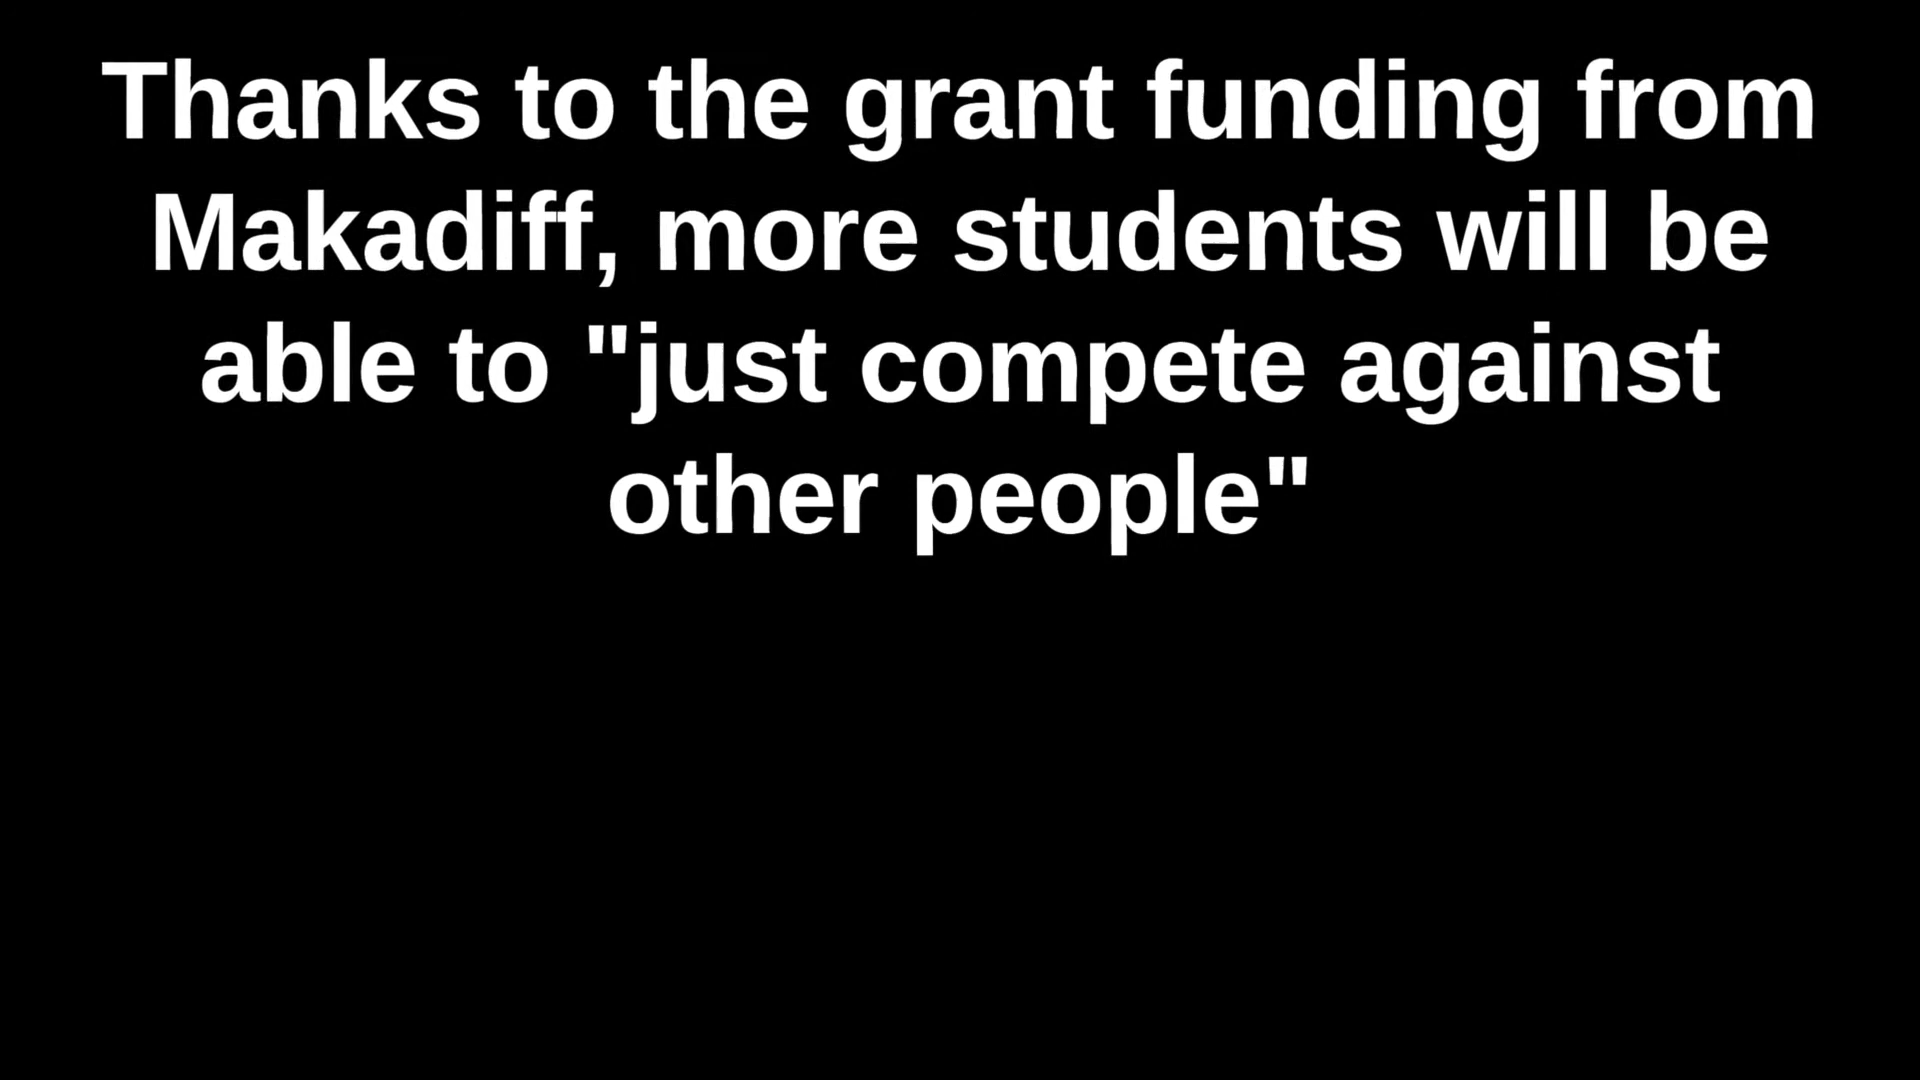 Thanks to the grant funding from
Makadiff, more students will be
able to "just compete against
other people"